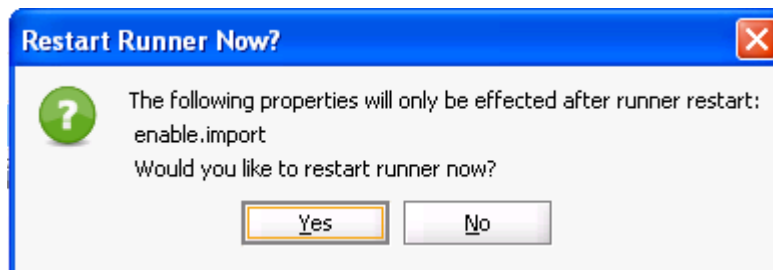 Restart Runner Now?
The following properties will only be effected after runner restart:
enable.import
Would you like to restart runner now?
Yes No